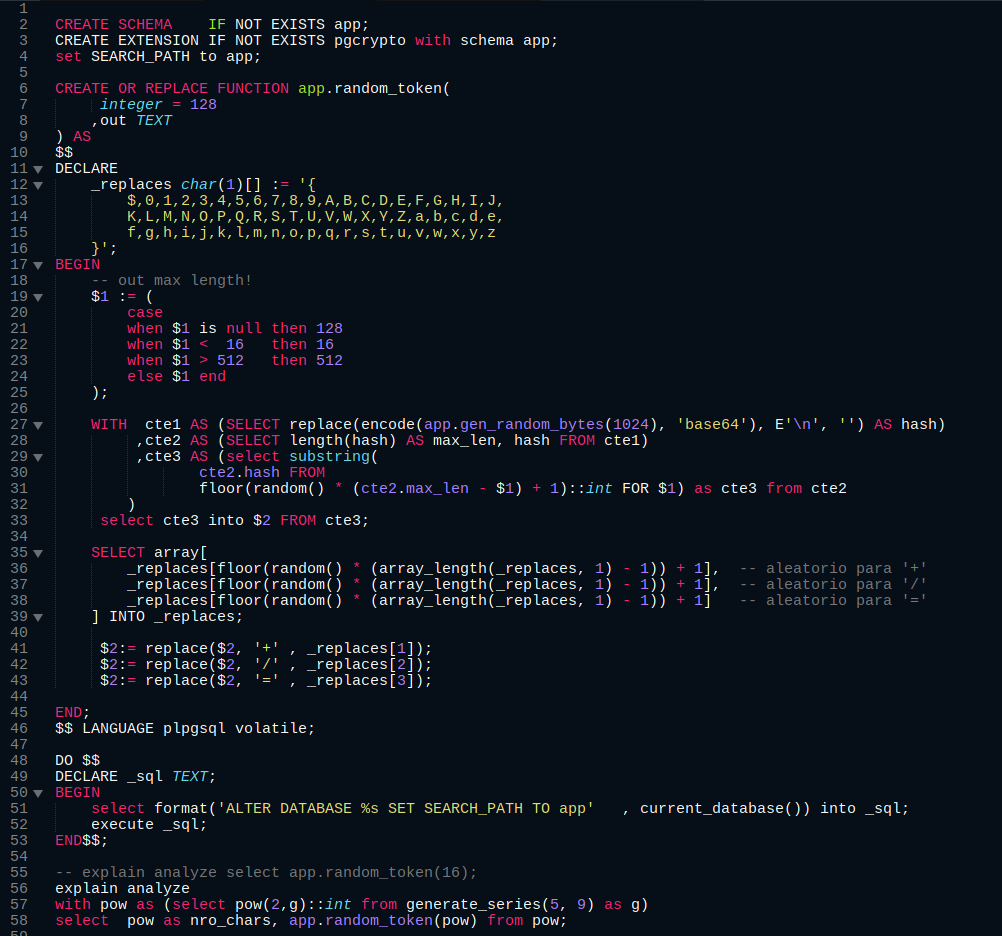 1
2 CREATE SCHEMA    IF NOT EXISTS app;
3 CREATE EXTENSION IF NOT EXISTS pgcrypto with schema app;
4 set SEARCH_PATH to app;
5
6 CREATE OR REPLACE FUNCTION app.random_token(
7      integer = 128
8     ,out TEXT
9 ) AS
10 $$
11 DECLARE
12     _replaces char(1)[] := '{
13         $,0,1,2,3,4,5,6,7,8,9,A,B,C,D,E,F,G,H,I,J,
14         K,L,M,N,O,P,Q,R,S,T,U,V,W,X,Y,Z,a,b,c,d,e,
15         f,g,h,i,j,k,l,m,n,o,p,q,r,s,t,u,v,w,x,y,z
16     }';
17 BEGIN
18     -- out max length!
19     $1 := (
20         case
21         when $1 is null then 128
22         when $1 <  16   then 16
23         when $1 > 512   then 512
24         else $1 end
25     );
26
27     WITH  cte1 AS (SELECT replace(encode(app.gen_random_bytes(1024), 'base64'), E'\n', '') AS hash)
28          ,cte2 AS (SELECT length(hash) AS max_len, hash FROM cte1)
29          ,cte3 AS (select substring(
30                 cte2.hash FROM
31                 floor(random() * (cte2.max_len - $1) + 1)::int FOR $1) as cte3 from cte2
32         )
33      select cte3 into $2 FROM cte3;
34
35     SELECT array[
36         _replaces[floor(random() * (array_length(_replaces, 1) - 1)) + 1],  -- aleatorio para '+'
37         _replaces[floor(random() * (array_length(_replaces, 1) - 1)) + 1],  -- aleatorio para '/'
38         _replaces[floor(random() * (array_length(_replaces, 1) - 1)) + 1]   -- aleatorio para '='
39     ] INTO _replaces;
40
41      $2:= replace($2, '+' , _replaces[1]);
42      $2:= replace($2, '/' , _replaces[2]);
43      $2:= replace($2, '=' , _replaces[3]);
44
45 END;
46 $$ LANGUAGE plpgsql volatile;
47
48 DO $$
49 DECLARE _sql TEXT;
50 BEGIN
51     select format('ALTER DATABASE %s SET SEARCH_PATH TO app'   , current_database()) into _sql;
52     execute _sql;
53 END$$;
54
55 -- explain analyze select app.random_token(16);
56 explain analyze
57 with pow as (select pow(2,g)::int from generate_series(5, 9) as g)
58 select  pow as nro_chars, app.random_token(pow) from pow;